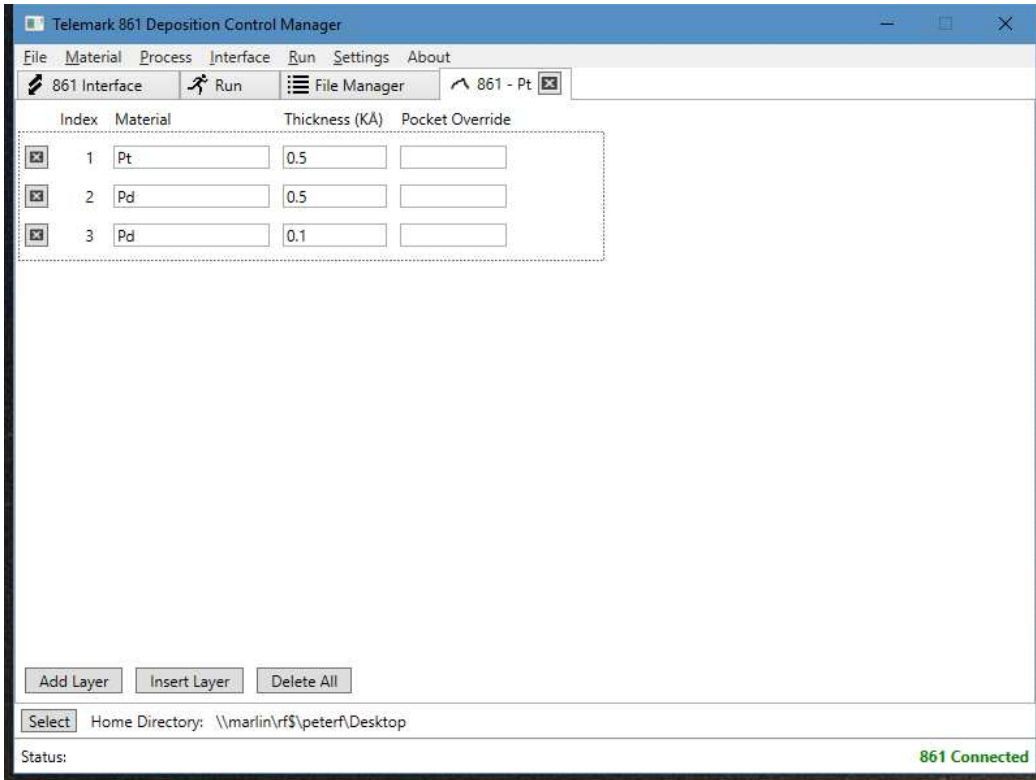 Telemark 861 Deposition Control Manager
File Material Process Interface Run Settings About
861 Interface Run File Manager 861 - Pt
Index Material Thickness (KÅ) Pocket Override
1 Pt 0.5
2 Pd 0.5
3 Pd 0.1
Add Layer Insert Layer Delete All
Select Home Directory: \\marlin\rf$\peterf\Desktop
Status: 861 Connected